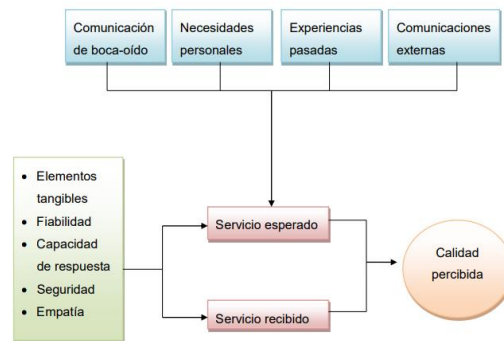 Comunicación
de boca-oído
Necesidades
personales
Experiencias
pasadas
Comunicaciones
externas
• Elementos
tangibles
• Fiabilidad
• Capacidad
de respuesta
• Seguridad
• Empatía
Servicio esperado
Servicio recibido
Calidad
percibida